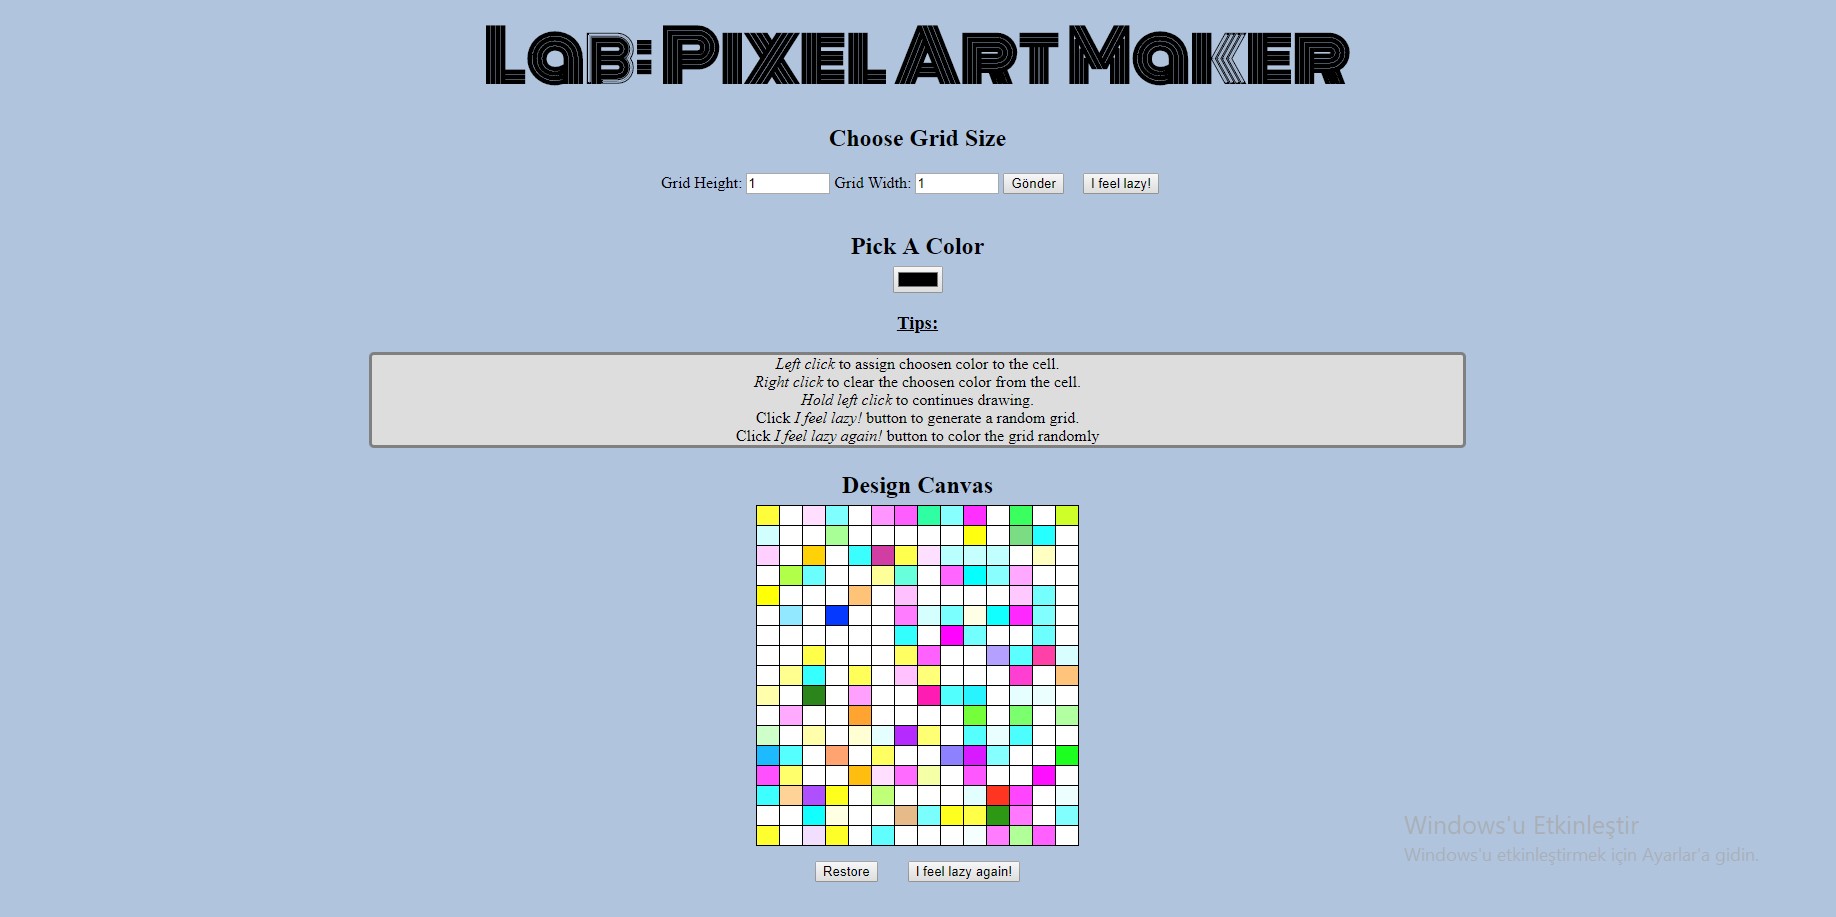 Lab: Pixel Art Maker
Choose Grid Size
Grid Height: 1 Grid Width: 1 Gönder I feel lazy!
Pick A Color
Tips:
Left click to assign choosen color to the cell.
Right click to clear the choosen color from the cell.
Hold left click to continues drawing.
Click I feel lazy! button to generate a random grid.
Click I feel lazy again! button to color the grid randomly
Design Canvas
Restore I feel lazy again!
Windows'u Etkinleştir
Windows'u etkinleştirmek için Ayarlar'a gidin.